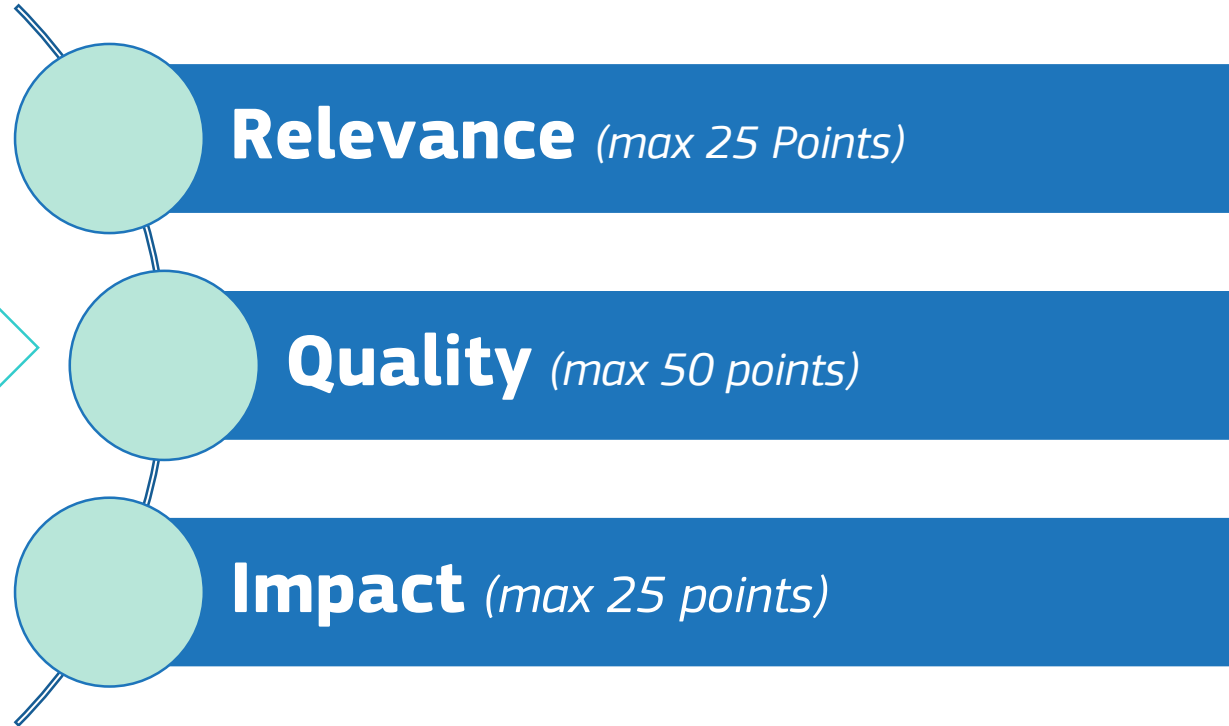 Relevance (max 25 Points)
Quality (max 50 points)
Impact (max 25 points)